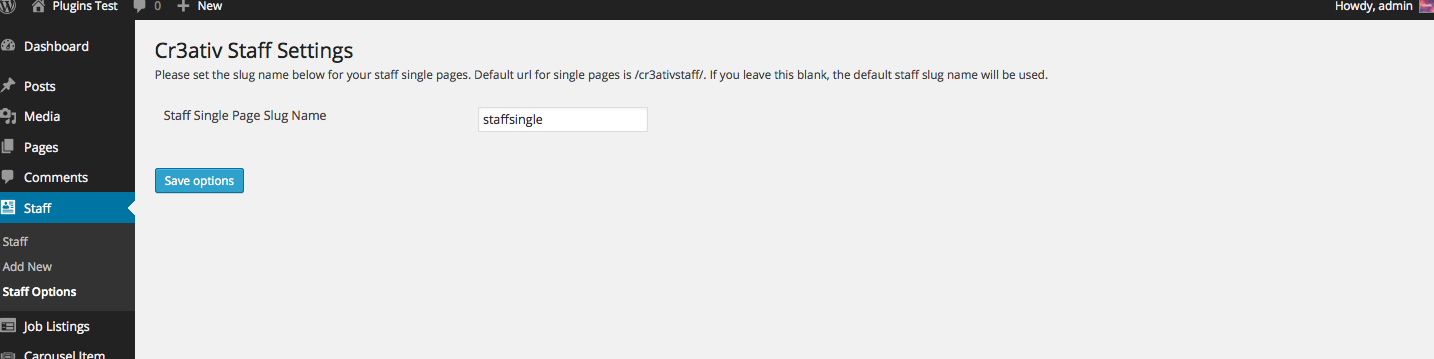 Plugins Test 0 New Howdy, admin
Dashboard
Posts
Media
Pages
Comments
Staff
Staff
Add New
Staff Options
Job Listings
Carousel Item
Cr3ativ Staff Settings
Please set the slug name below for your staff single pages. Default url for single pages is /cr3ativstaff/. If you leave this blank, the default staff slug name will be used.
Staff Single Page Slug Name staffsingle
Save options